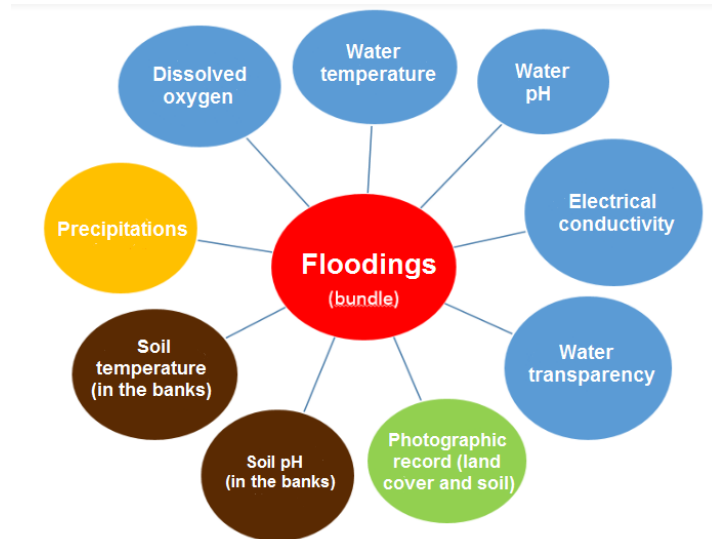 Water
temperature
Dissolved
oxygen
Water
pH
Electrical
conductivity
Precipitations
Floodings
(bundle)
Soil
temperature
(in the banks)
Water
transparency
Soil pH
(in the banks)
Photographic
record (land
cover and soil)